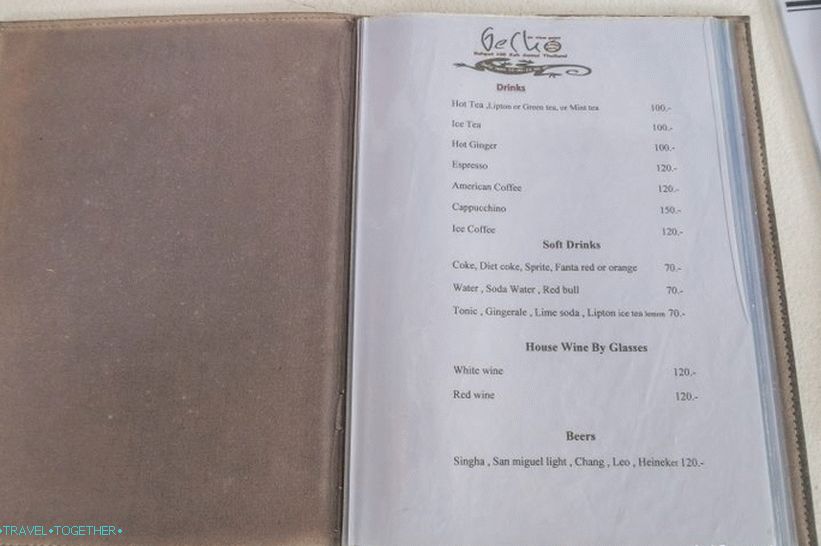 Gecko
Drinks
Hot Tea ,Lipton or Green tea, or Mint tea 100.-
Ice Tea 100.-
Hot Ginger 100.-
Espresso 120.-
American Coffee 120.-
Cappucchino 150.-
Ice Coffee 120.-
Soft Drinks
Coke, Diet coke, Sprite, Fanta red or orange 70.-
Water , Soda Water , Red bull 70.-
Tonic , Gingerale , Lime soda , Lipton ice tea lemon 70.-
House Wine By Glasses
White wine 120.-
Red wine 120.-
Beers
Singha , San miguel light , Chang , Leo , Heineket 120.-
•TRAVEL•TOGETHER•